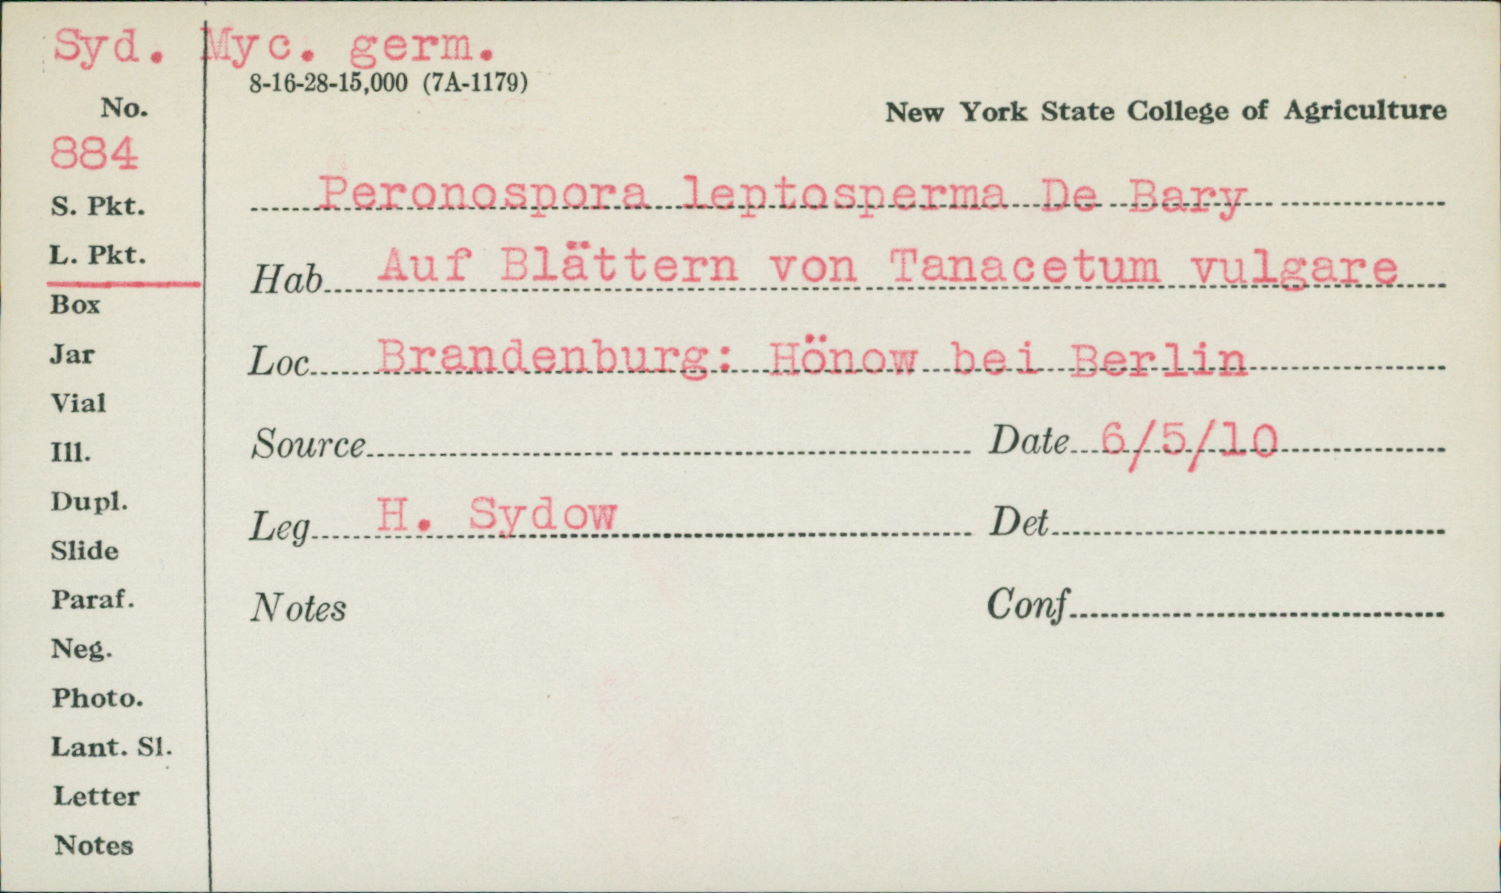 Syd. Myc. germ.
8-16-28-15,000 (7A-1179)
No.
New York State College of Agriculture
884
Peronospora leptosperma De Bary
S. Pkt.
L. Pkt.
Hab Auf Blättern von Tanacetum vulgare
Box
Jar
Loc Brandenburg: Hönow bei Berlin
Vial
Ill.
Source Date 6/5/10
Dupl.
Leg H. Sydow Det
Slide
Paraf.
Notes Conf
Neg.
Photo.
Lant. Sl.
Letter
Notes